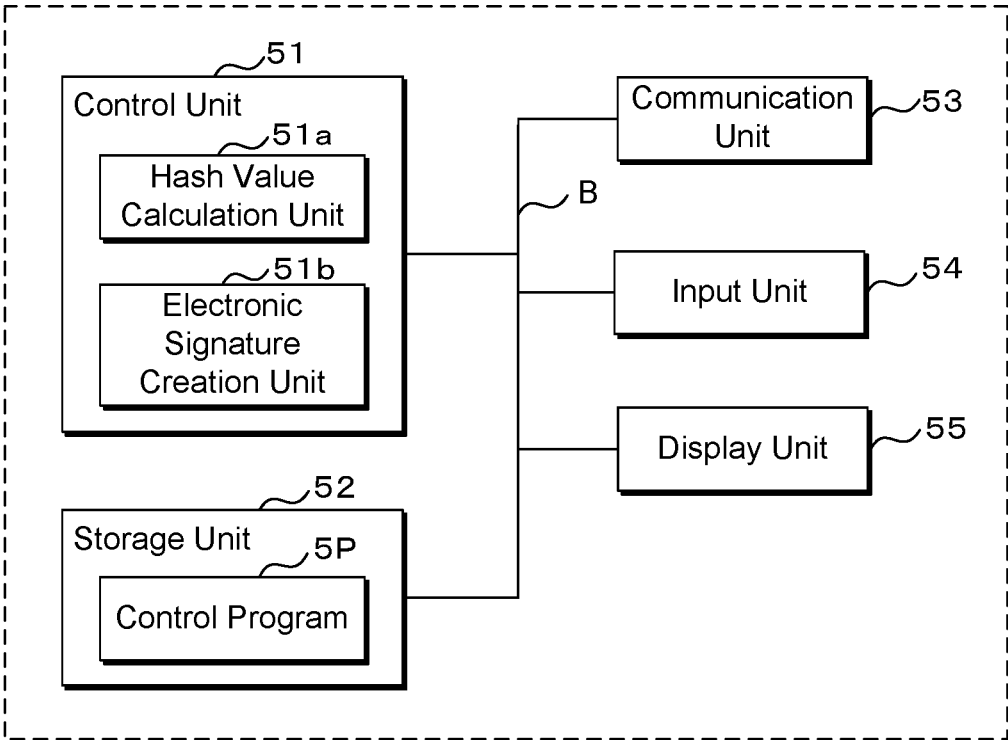 51
Control Unit
51a
Hash Value
Calculation Unit
51b
Electronic
Signature
Creation Unit
52
Storage Unit
5P
Control Program
B
Communication
Unit
53
Input Unit
54
Display Unit
55